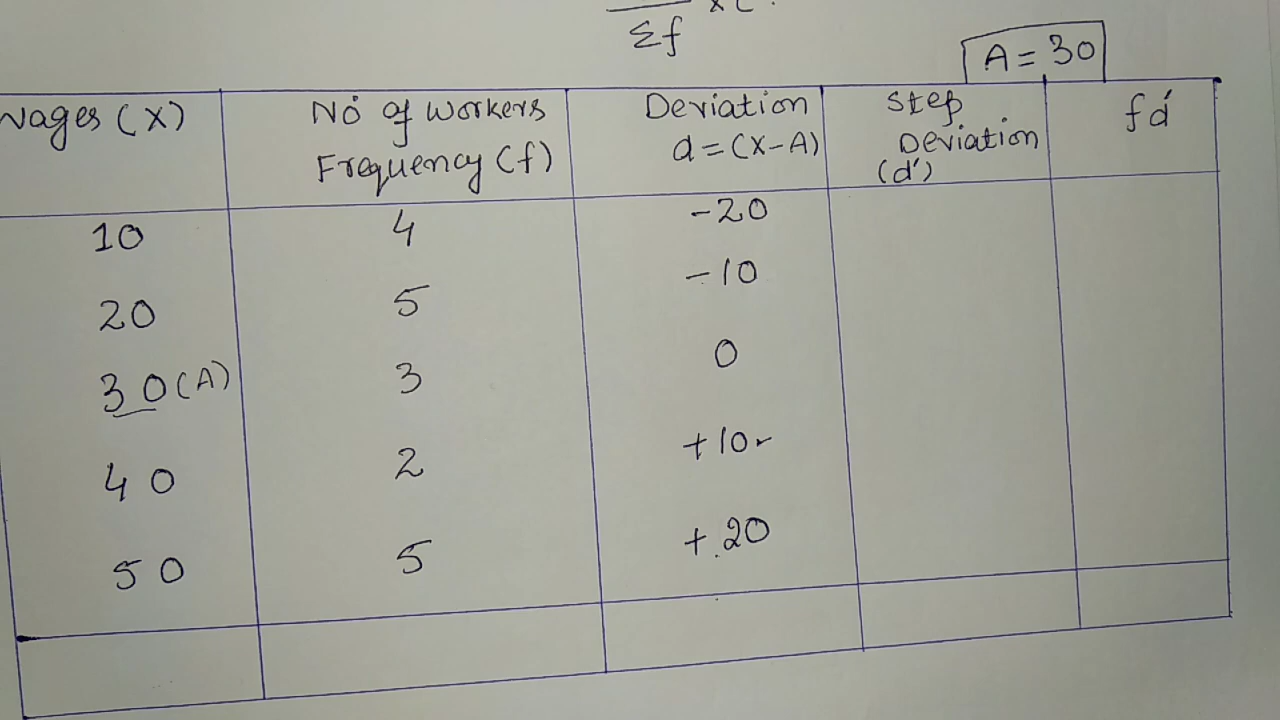 Σf × C.
A = 30
Wages (X) No of Workers Frequency (f) Deviation d = (X-A) Step Deviation (d') fd'
10 4 -20
20 5 -10
30 (A) 3 0
40 2 +10
50 5 +20